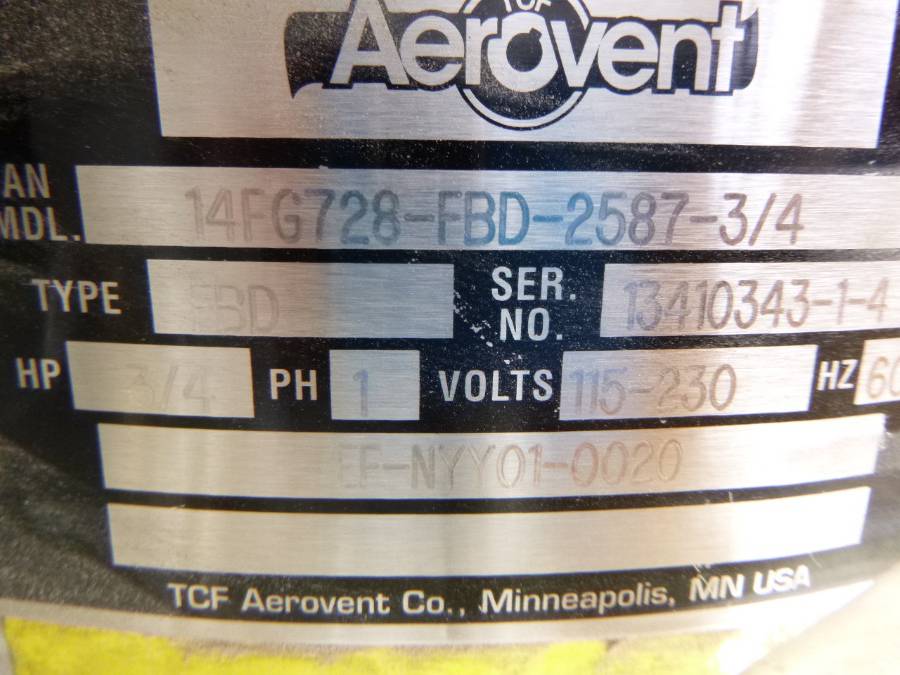 TCF
Aerovent
AN
MDL. 14FG728-FBD-2587-3/4
TYPE FBD SER. NO. 13410343-1-4
HP 3/4 PH 1 VOLTS 115-230 HZ 60
EF-NYY01-0020
TCF Aerovent Co., Minneapolis, MN USA